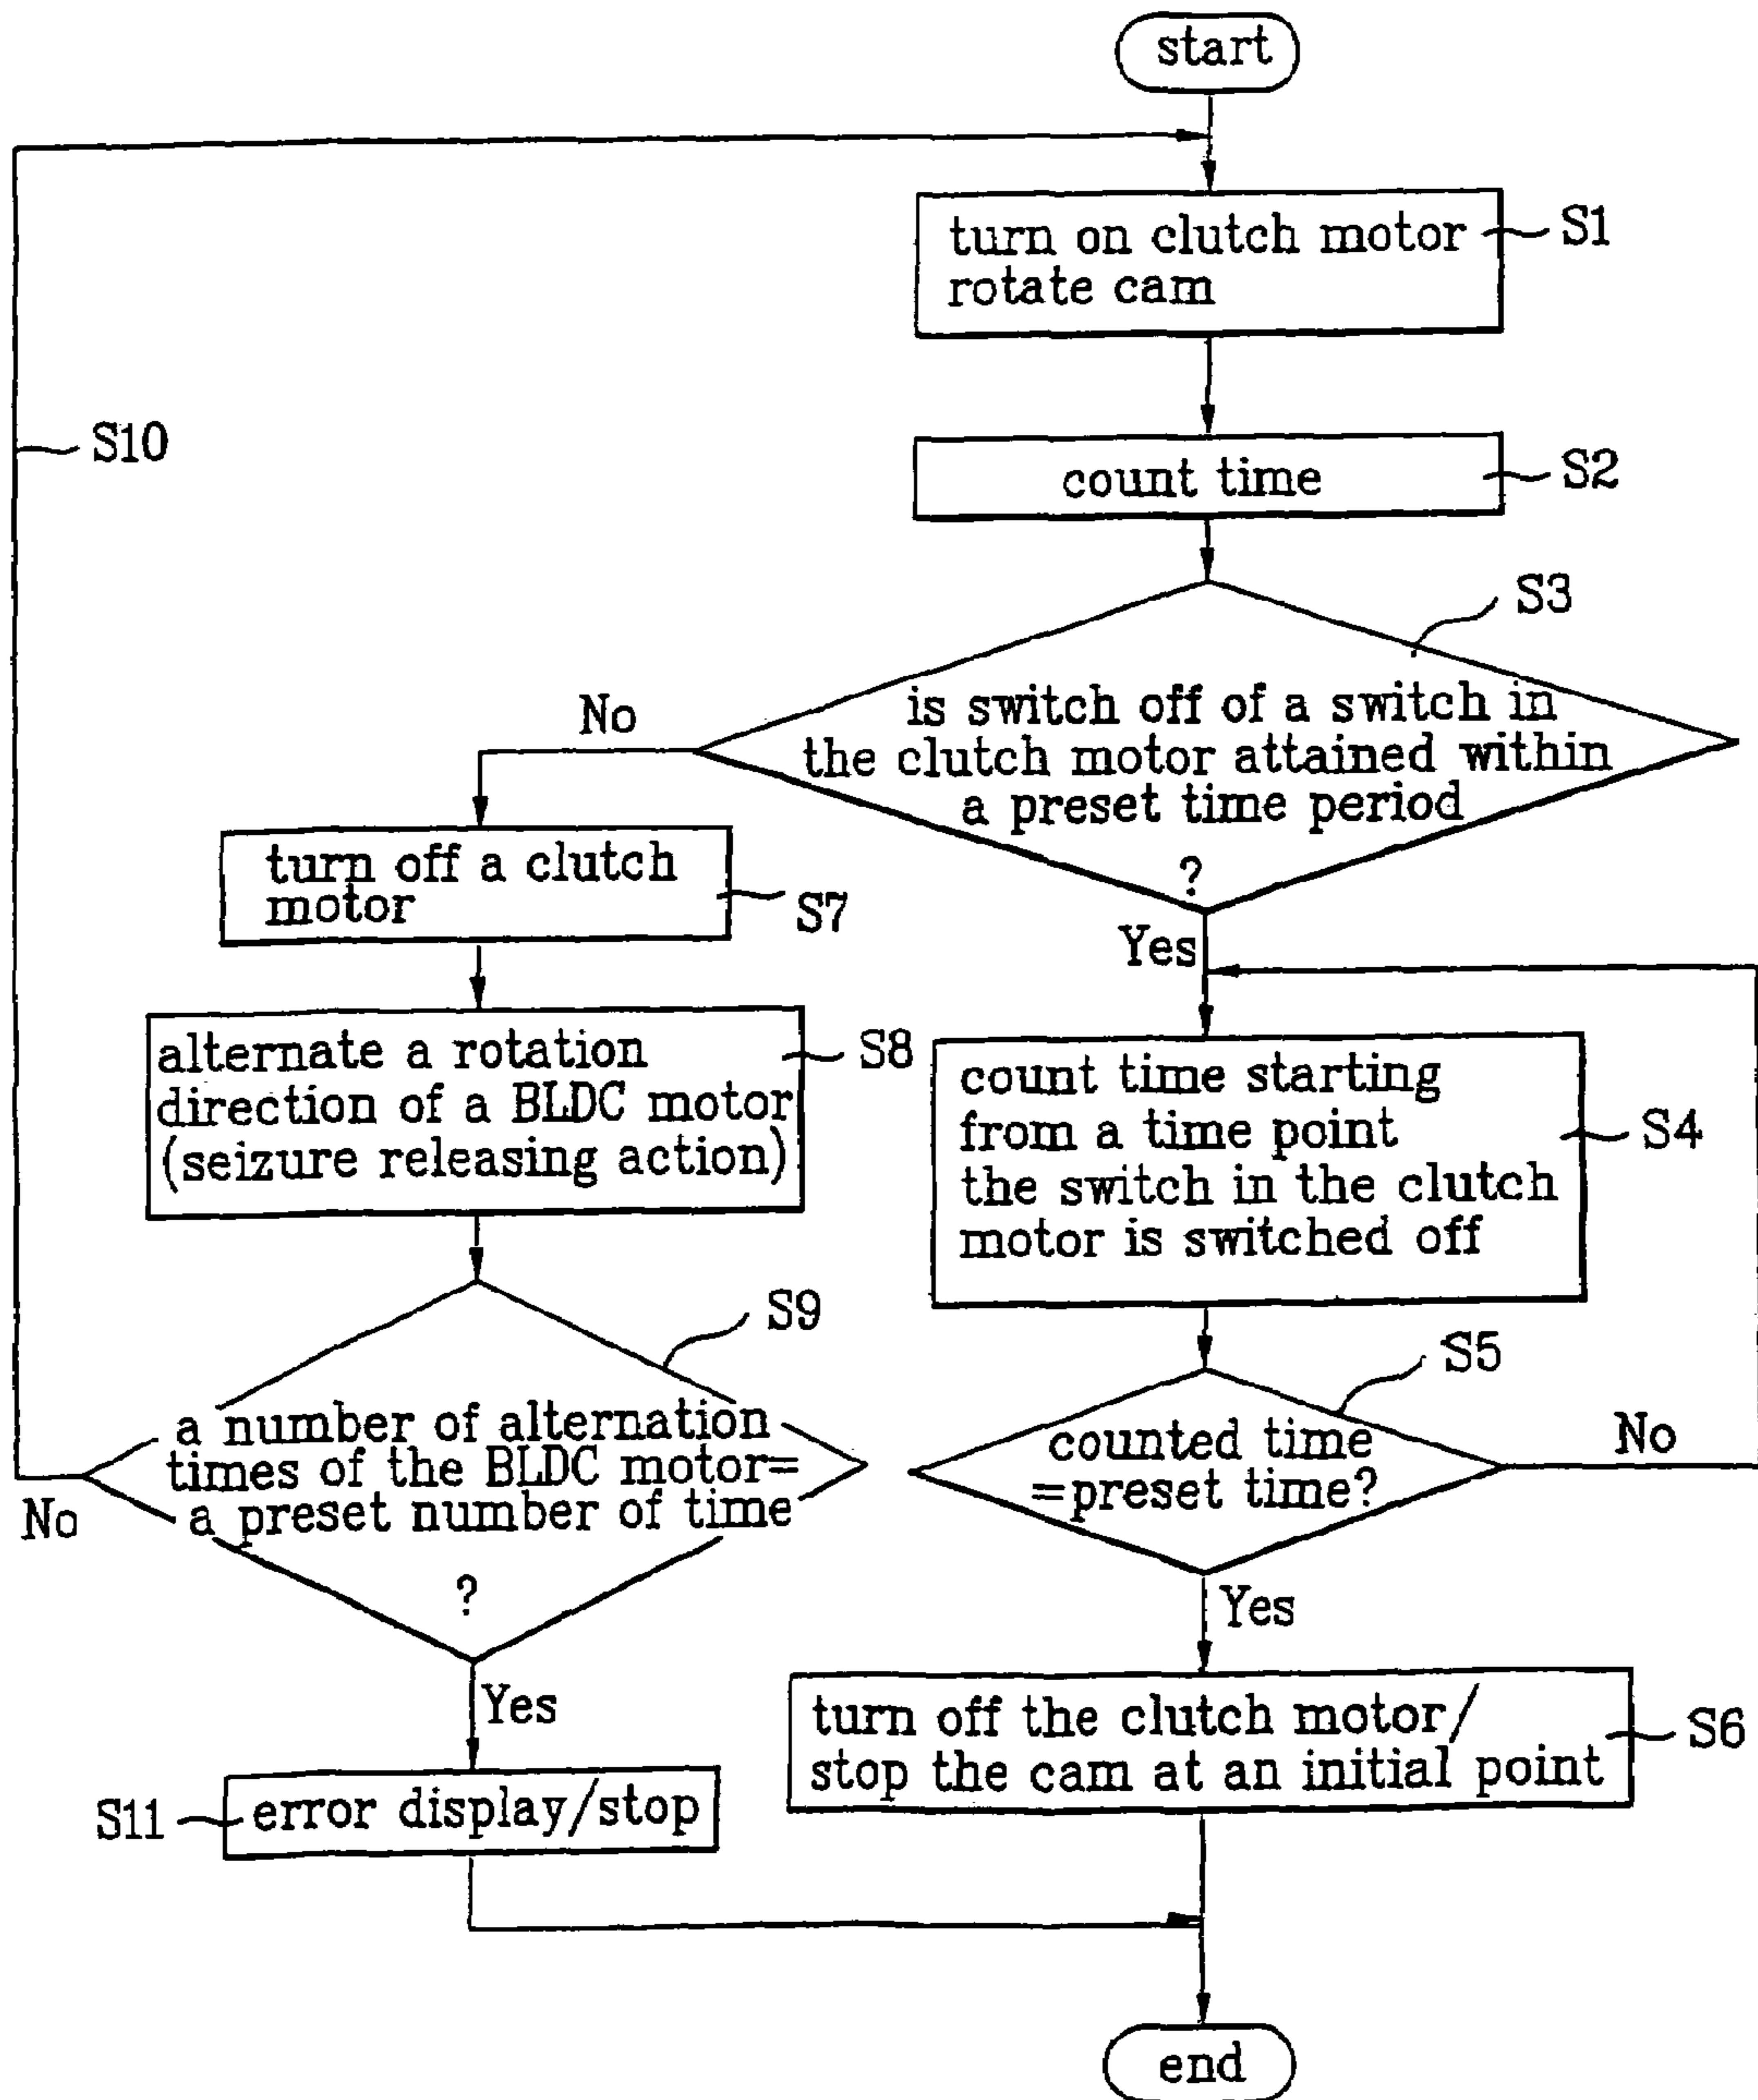 start
turn on clutch motor
rotate cam
S1
S10
count time
S2
S3
is switch off of a switch in
the clutch motor attained within
a preset time period
?
No
Yes
turn off a clutch
motor
S7
alternate a rotation
direction of a BLDC motor
(seizure releasing action)
S8
count time starting
from a time point
the switch in the clutch
motor is switched off
S4
S9
a number of alternation
times of the BLDC motor=
a preset number of time
?
No
Yes
S5
counted time
=preset time?
No
Yes
turn off the clutch motor/
stop the cam at an initial point
S6
S11
error display/stop
end